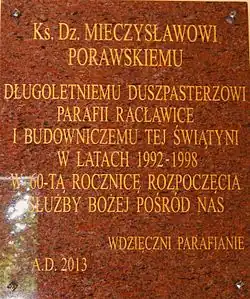 Ks. Dz. MIECZYSŁAWOWI
PORAWSKIEMU
DŁUGOLETNIEMU DUSZPASTERZOWI
PARAFII RACŁAWICE
I BUDOWNICZEMU TEJ ŚWIĄTYNI
W LATACH 1992-1998
W 60-TĄ ROCZNICĘ ROZPOCZĘCIA
SŁUŻBY BOŻEJ POŚRÓD NAS
WDZIĘCZNI PARAFIANIE
A.D. 2013